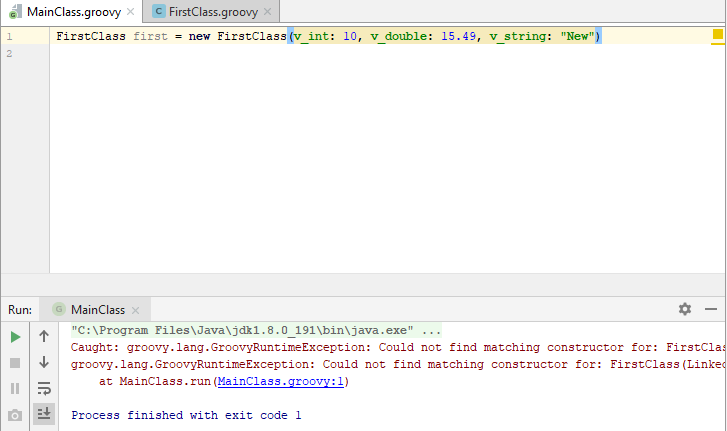 MainClass.groovy FirstClass.groovy
1 FirstClass first = new FirstClass(v_int: 10, v_double: 15.49, v_string: "New")
2
Run: MainClass
"C:\Program Files\Java\jdk1.8.0_191\bin\java.exe" ...
Caught: groovy.lang.GroovyRuntimeException: Could not find matching constructor for: FirstClas
groovy.lang.GroovyRuntimeException: Could not find matching constructor for: FirstClass(Linked
at MainClass.run(MainClass.groovy:1)
Process finished with exit code 1